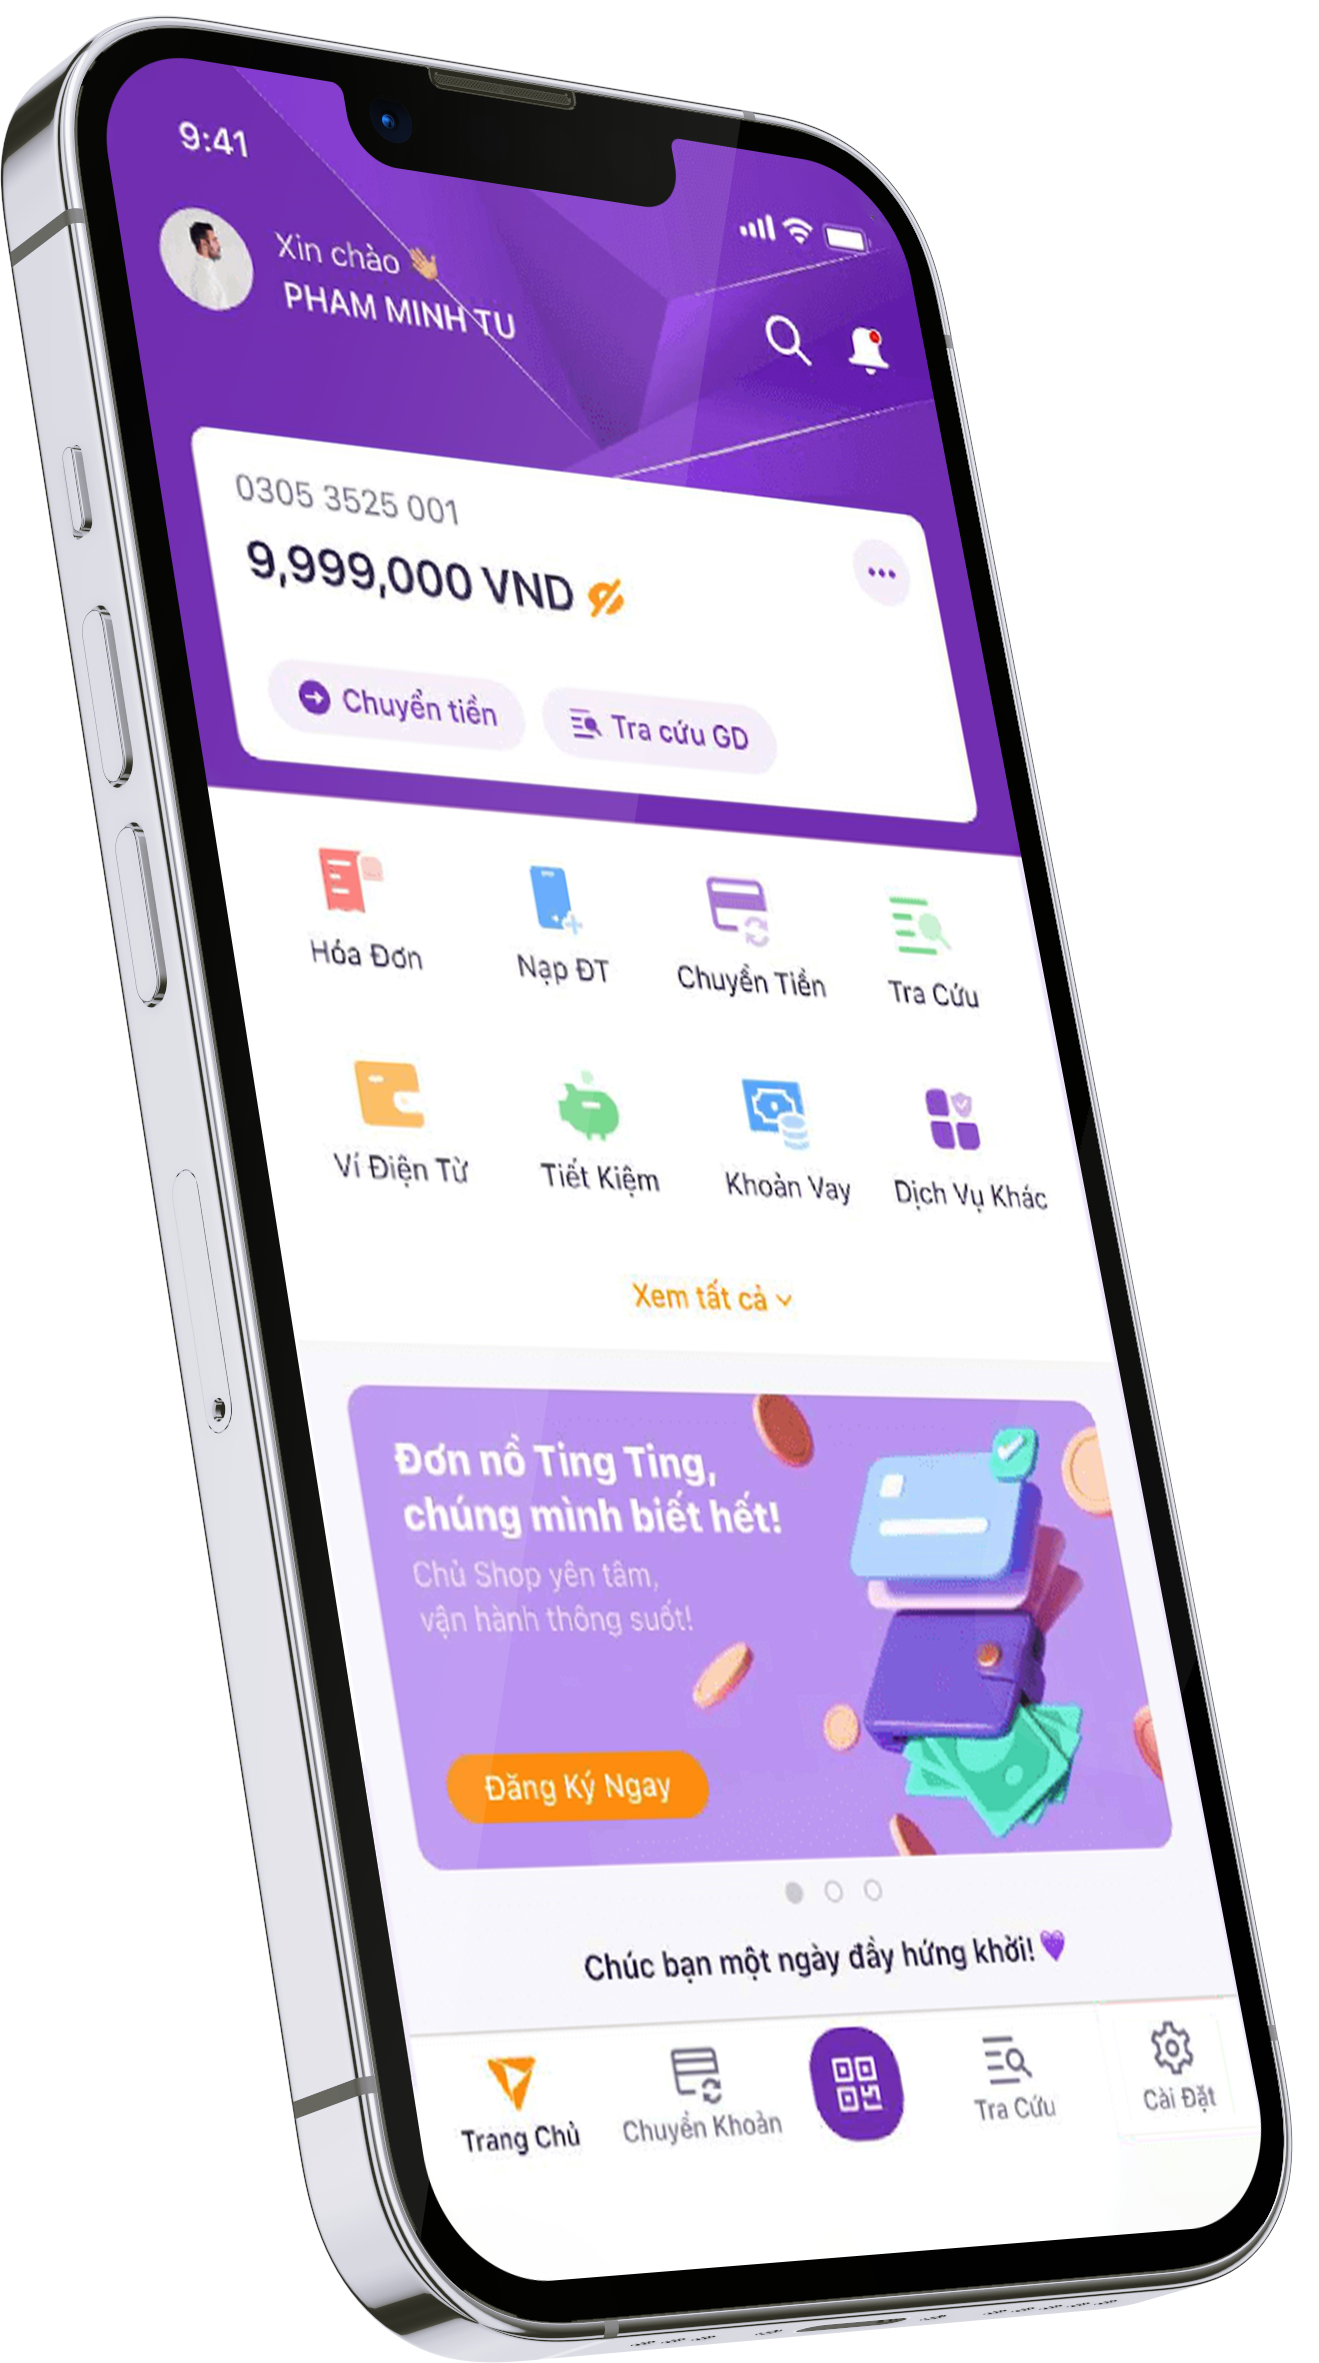 9:41
Xin chào 👋
PHAM MINH TU
0305 3525 001
9,999,000 VND
Chuyển tiền
Tra cứu GD
Hóa Đơn
Nạp ĐT
Chuyển Tiền
Tra Cứu
Ví Điện Tử
Tiết Kiệm
Khoản Vay
Dịch Vụ Khác
Xem tất cả
Đơn nổ Ting Ting,
chúng mình biết hết!
Chủ Shop yên tâm,
vận hành thông suốt!
Đăng Ký Ngay
Chúc bạn một ngày đầy hứng khởi! 💜
Trang Chủ
Chuyển Khoản
Tra Cứu
Cài Đặt